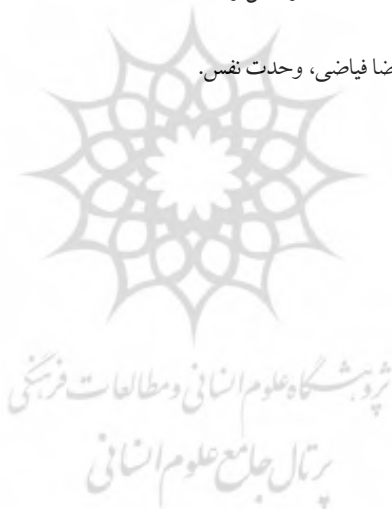 ضا فیاضی، وحدت نفس.
پژوهشگاه علوم انسانی و مطالعات فرهنگی
پرتال جامع علوم انسانی